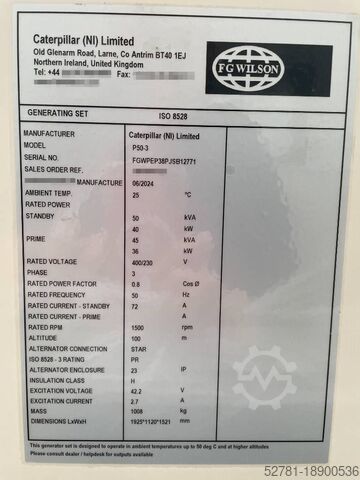 Caterpillar (NI) Limited
Old Glenarm Road, Larne, Co Antrim BT40 1EJ
Northern Ireland, United Kingdom
Tel: +44 Fax:
FG WILSON
GENERATING SET ISO 8528
MANUFACTURER Caterpillar (NI) Limited
MODEL P50-3
SERIAL NUMBER FGWPEP38PJSB12771
SALES ORDER REF.
MANUFACTURE 06/2024
AMBIENT TEMP. 25 °C
RATED POWER
STANDBY 50 kVA
40 kW
PRIME 45 kVA
36 kW
RATED VOLTAGE 400/230 V
PHASE 3
RATED POWER FACTOR 0.8 Cos Ø
RATED FREQUENCY 50 Hz
RATED CURRENT - STANDBY 72 A
RATED CURRENT - PRIME A
RATED RPM 1500 rpm
ALTITUDE 100 m
ALTERNATOR CONNECTION STAR
ISO 8528 - 3 RATING PR
ALTERNATOR ENCLOSURE 23 IP
INSULATION CLASS H
EXCITATION VOLTAGE 42.2 V
EXCITATION CURRENT 2.7 A
MASS 1008 kg
DIMENSIONS LxWxH 1925*1120*1521 mm
This generator set is designed to operate in ambient temperatures up to 50 deg C and at higher altitudes
Please consult dealer / helpdesk for outputs available.
52781-18900536